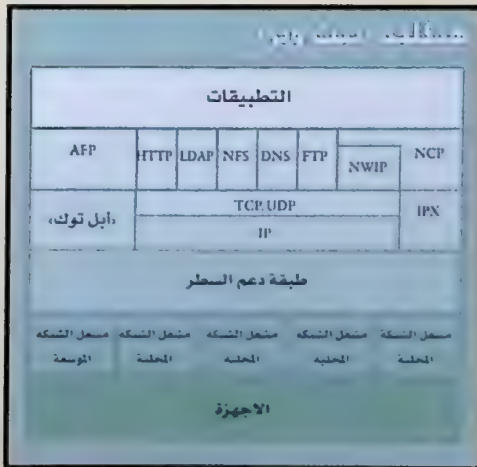 التطبيقات
AFP HTTP LDAP NFS DNS FTP NWIP NCP
«أبل توك» TCP, UDP IPX
IP
طبقة دعم السطر
مشغل الشبكة الموسعة مشغل الشبكة المحلية مشغل الشبكة المحلية مشغل الشبكة المحلية مشغل الشبكة المحلية
الاجهزة